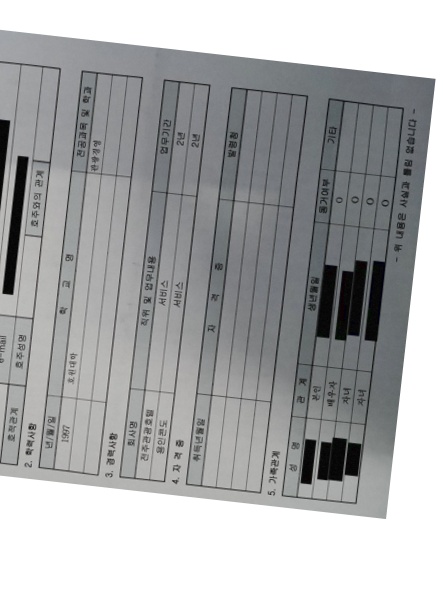 e-mail
호적관계 호주성명 호주와의 관계
2. 학력사항
년/월/일 학 교 명 전공과목 및 학과
1997 호원대학 관광경영
3. 경력사항
회사명 직위 및 업무내용 업무기간
전주관광호텔 서비스 2년
용인콘도 서비스 2년
4. 자 격 증
취득년월일 자 격 증 발령청
5. 가족관계
성 명 관 계 생년월일 동거여부 기타
본인 O
배우자 O
자녀 O
자녀 O
- 위 내용은 사실과 틀림 없습니다 -